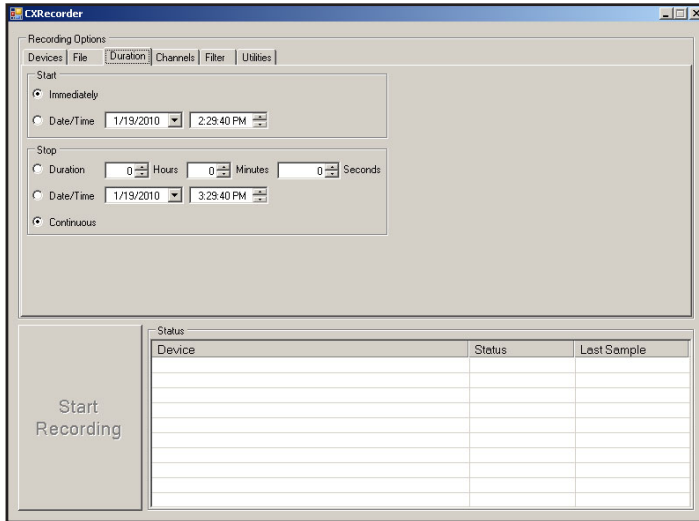 CXRecorder
Recording Options
Devices File Duration Channels Filter Utilities
Start
Immediately
Date/Time 1/19/2010 2:29:40 PM
Stop
Duration 0 Hours 0 Minutes 0 Seconds
Date/Time 1/19/2010 3:29:40 PM
Continuous
Start
Recording
Status
Device Status Last Sample